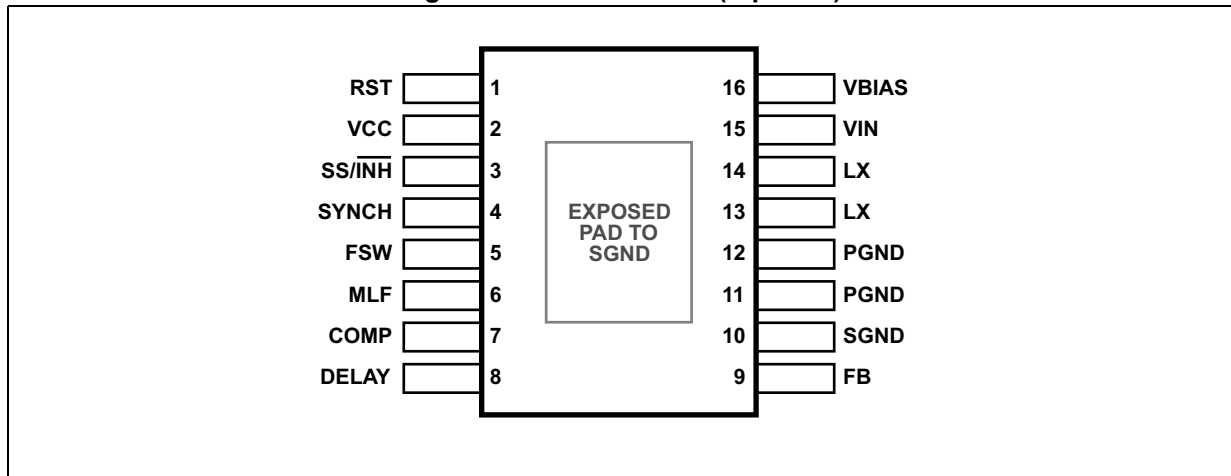 RST 1 16 VBIAS
VCC 2 15 VIN
SS/INH 3 14 LX
SYNCH 4 13 LX
FSW 5 12 PGND
MLF 6 11 PGND
COMP 7 10 SGND
DELAY 8 9 FB
EXPOSED
PAD TO
SGND